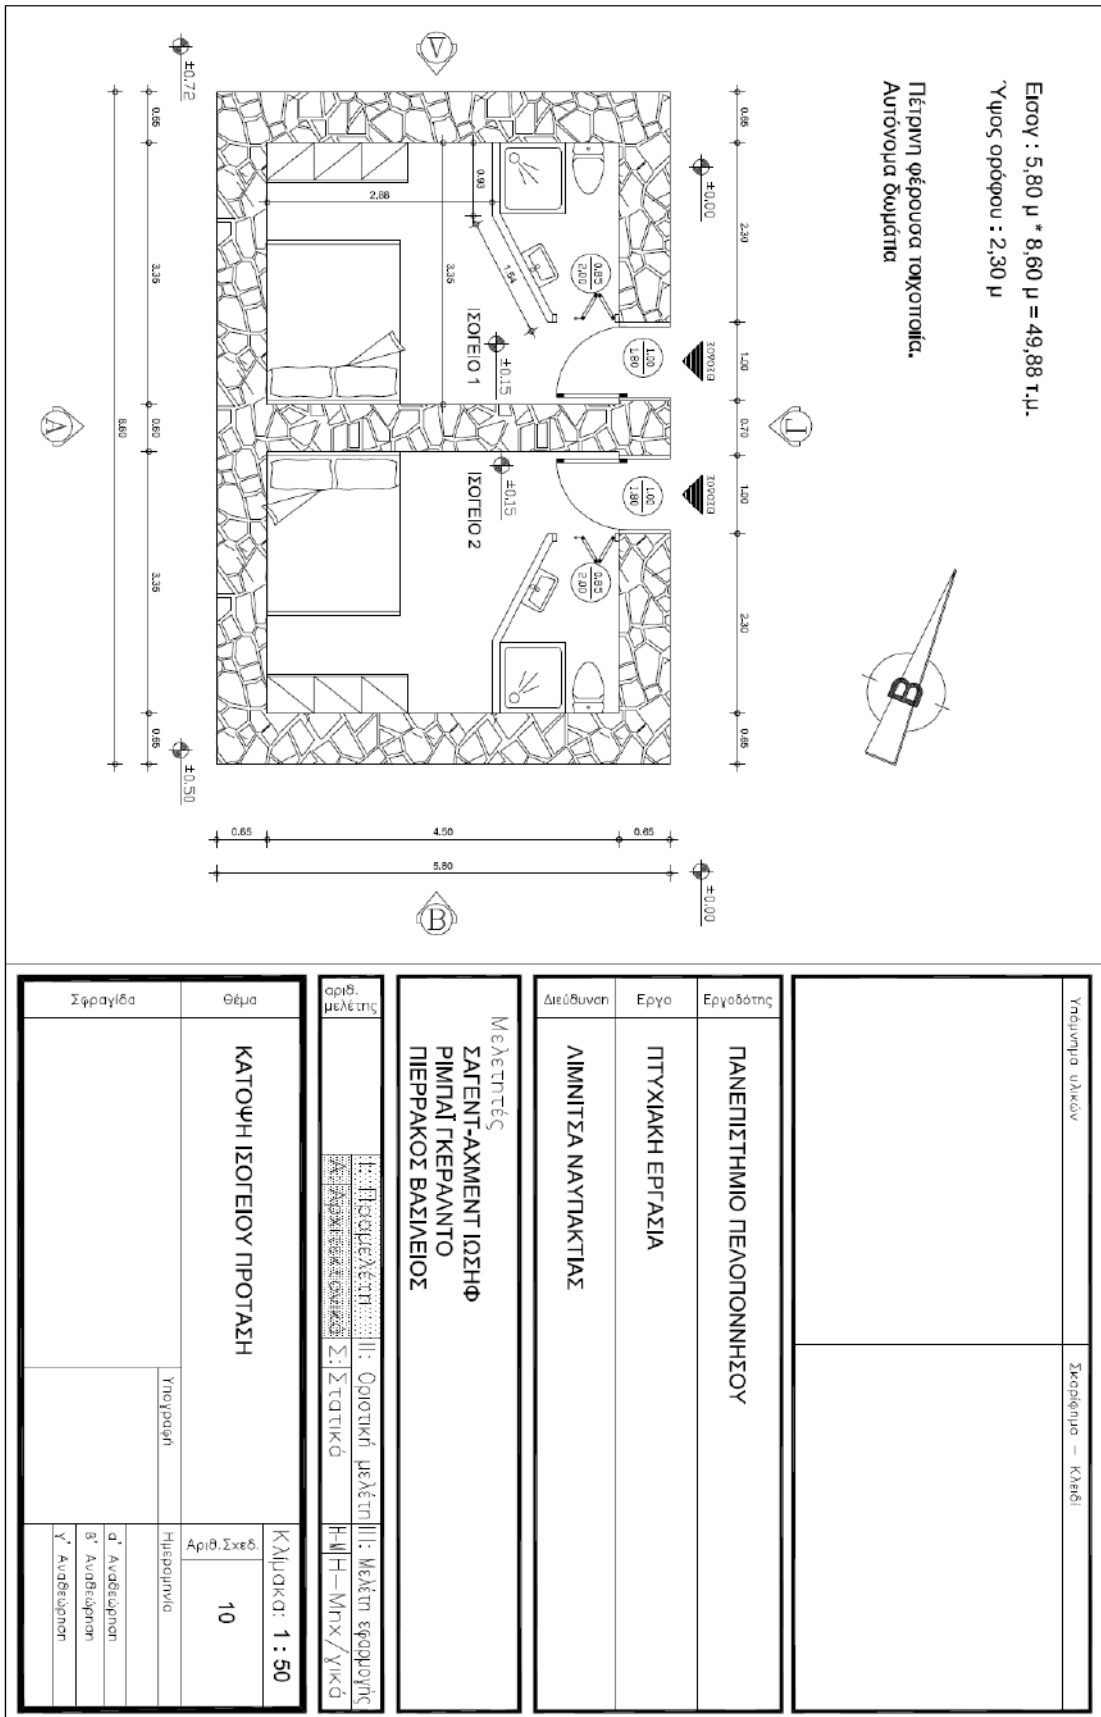 Εισογ : 5,80 μ * 8,60 μ = 49,88 τ.μ.
Ύψος ορόφου : 2,30 μ
Πέτρινη φέρουσα τοιχοποιία.
Αυτόνομα δωμάτια
B
±0.00
±0.00
±0.72
±0.50
0.65
2.30
1.00
0.70
1.00
2.30
0.65
Γ
ΕΙΣΟΔΟΣ
ΕΙΣΟΔΟΣ
1.00
1.80
1.00
1.80
0.85
2.00
0.85
2.00
0.93
1.64
2.88
3.35
ΙΣΟΓΕΙΟ 1
±0.15
ΙΣΟΓΕΙΟ 2
±0.15
Δ
B
0.65
4.50
0.65
5.80
0.65
3.35
0.60
3.35
0.65
8.60
A
Υπόμνημα υλικών
Σκαρίφημα - Κλειδί
Εργοδότης
ΠΑΝΕΠΙΣΤΗΜΙΟ ΠΕΛΟΠΟΝΝΗΣΟΥ
Εργο
ΠΤΥΧΙΑΚΗ ΕΡΓΑΣΙΑ
Διεύθυνση
ΛΙΜΝΙΤΣΑ ΝΑΥΠΑΚΤΙΑΣ
Μελετητές
ΣΑΓΕΝΤ-ΑΧΜΕΝΤ ΙΩΣΗΦ
ΡΙΜΠΑΪ ΓΚΕΡΑΛΝΤΟ
ΠΙΕΡΡΑΚΟΣ ΒΑΣΙΛΕΙΟΣ
αριθ.
μελέτης
Ι: Προμελέτη
ΙΙ: Οριστική μελέτη
ΙΙΙ: Μελέτη εφαρμογής
Α: Αρχιτεκτονικά
Σ: Στατικά
Η-Μ
Η-Μηχ/γικά
θέμα
ΚΑΤΟΨΗ ΙΣΟΓΕΙΟΥ ΠΡΟΤΑΣΗ
Κλίμακα: 1 : 50
Αριθ.Σχεδ.
10
Σφραγίδα
Υπογραφή
Ημερομηνία
α' Αναθεώρηση
β' Αναθεώρηση
γ' Αναθεώρηση